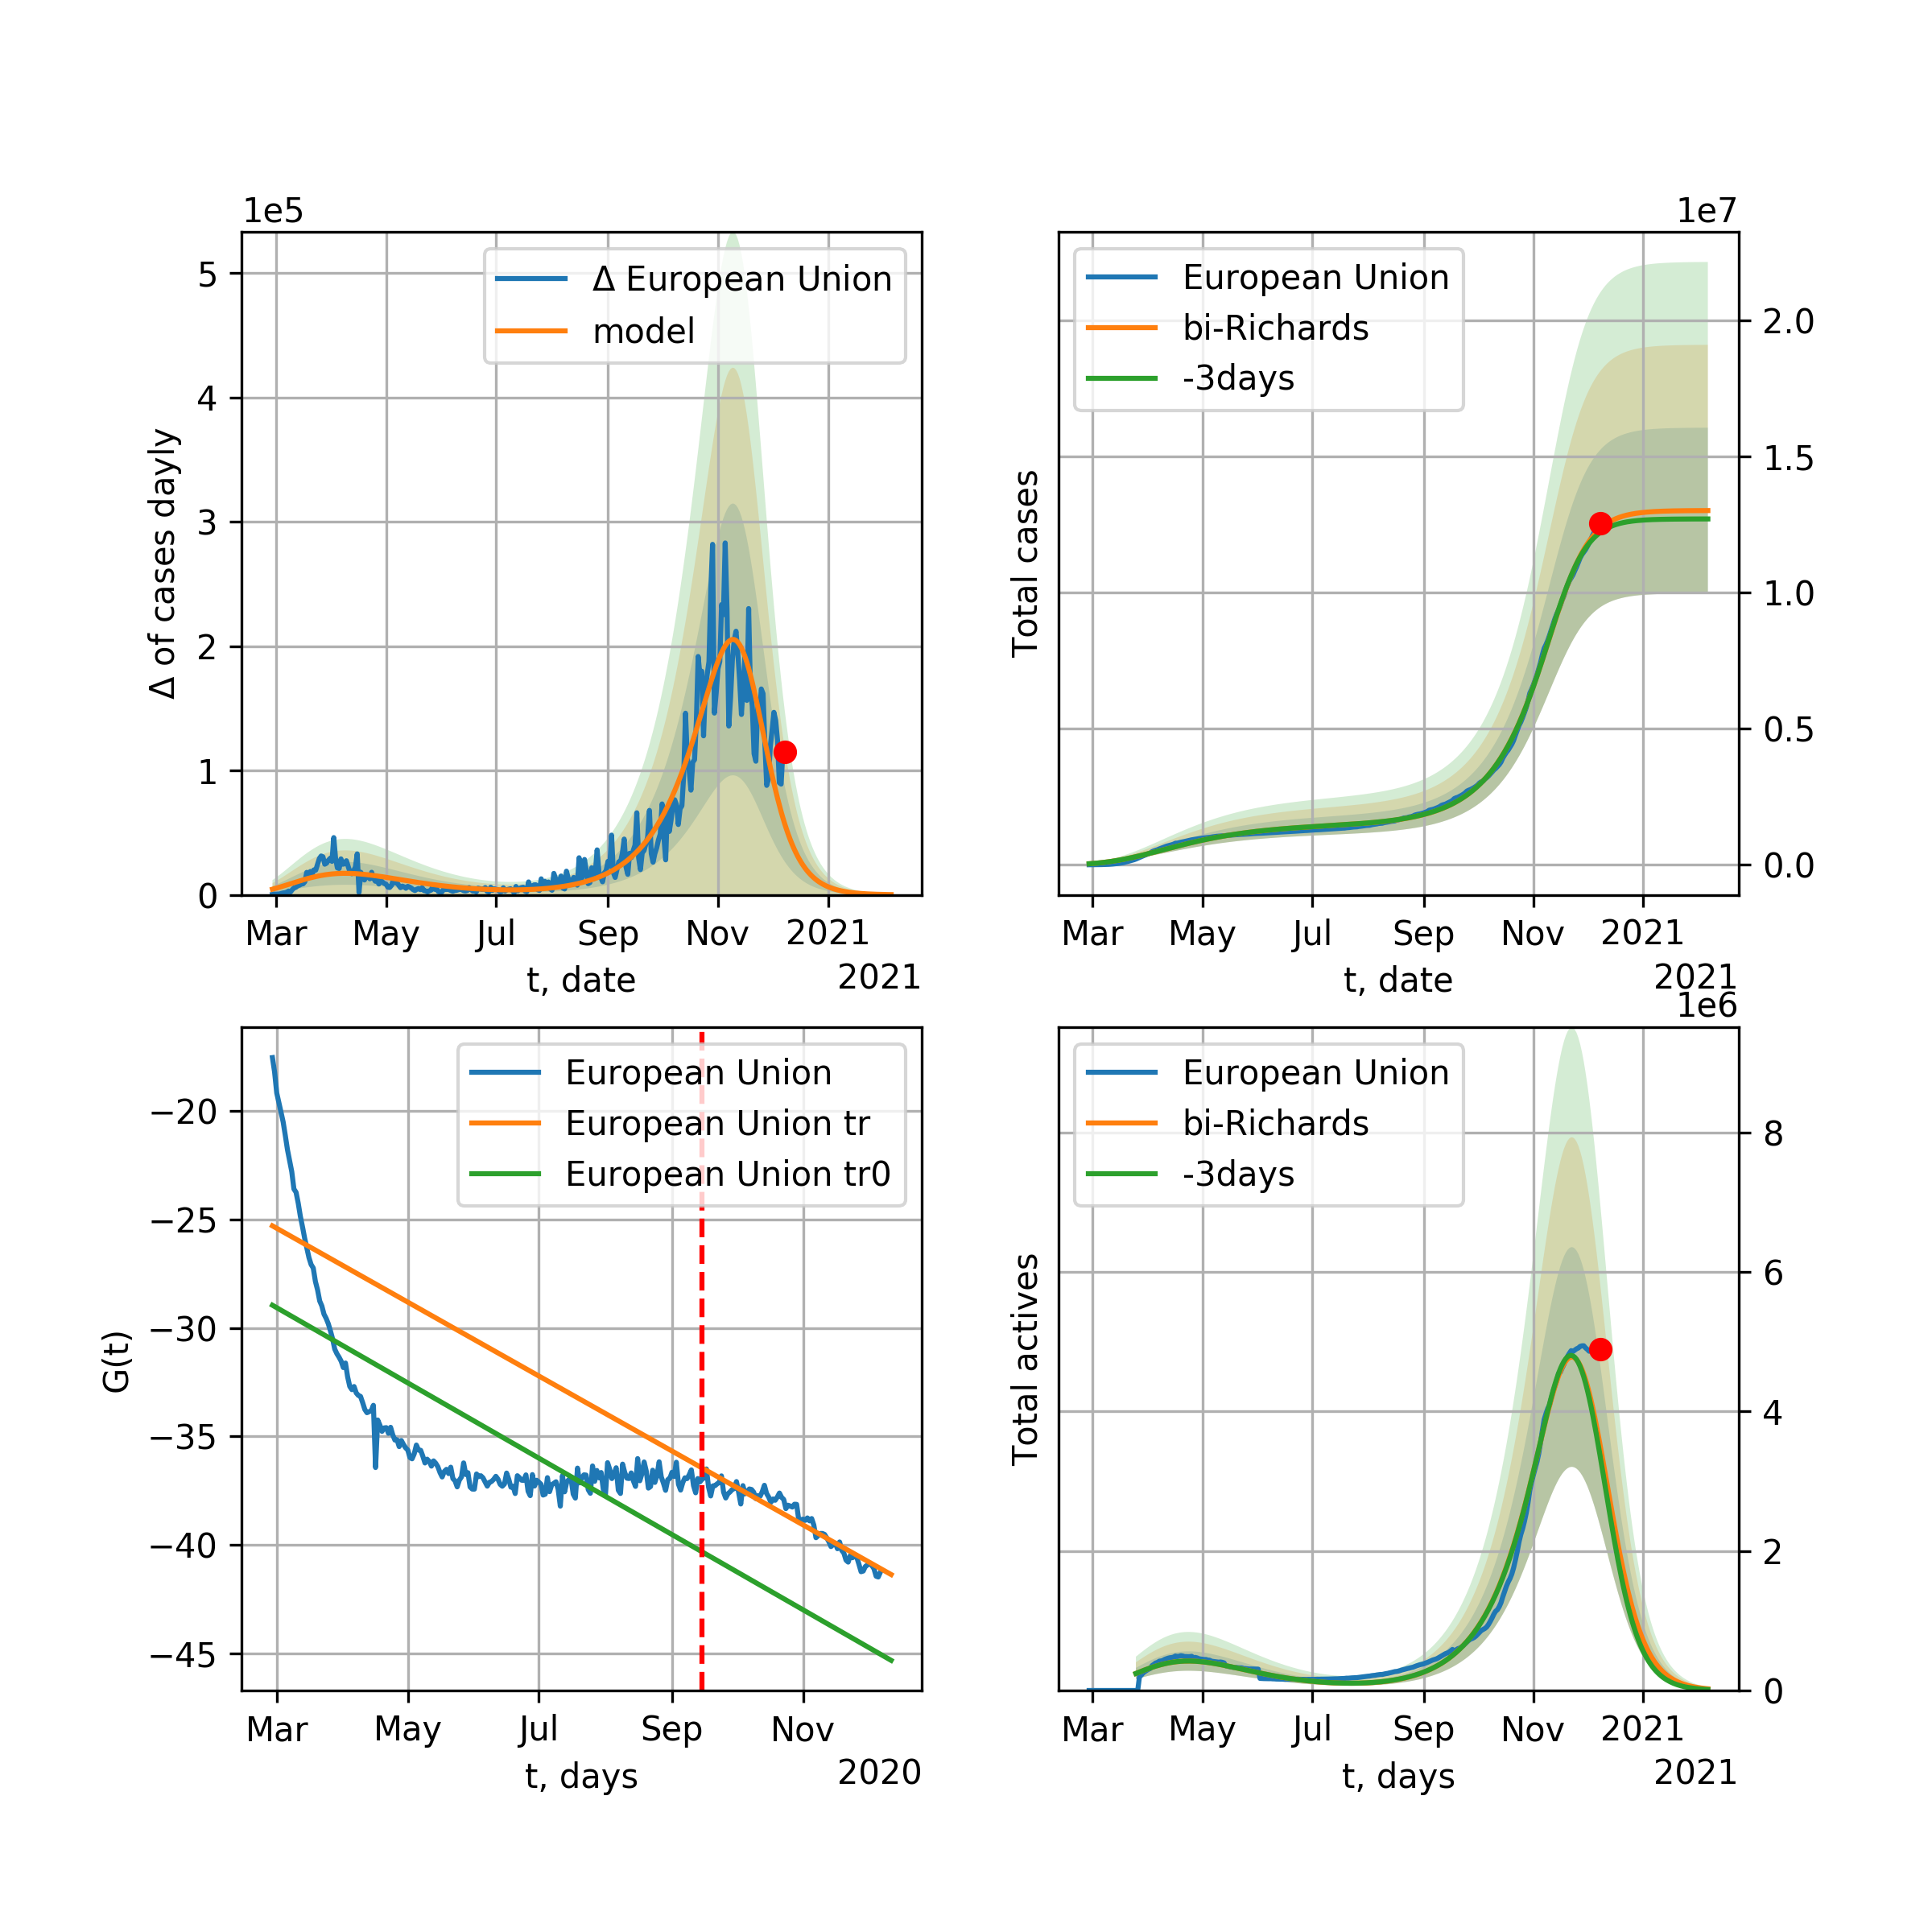 1e5
Δ of cases dayly
5
4
3
2
1
0
Δ European Union
model
Mar May Jul Sep Nov 2021
t, date
2021
1e7
Total cases
European Union
bi-Richards
-3days
2.0
1.5
1.0
0.5
0.0
Mar May Jul Sep Nov 2021
t, date
2021
G(t)
−20
−25
−30
−35
−40
−45
European Union
European Union tr
European Union tr0
Mar May Jul Sep Nov
t, days
2020
1e6
Total actives
European Union
bi-Richards
-3days
8
6
4
2
0
Mar May Jul Sep Nov 2021
t, days
2021